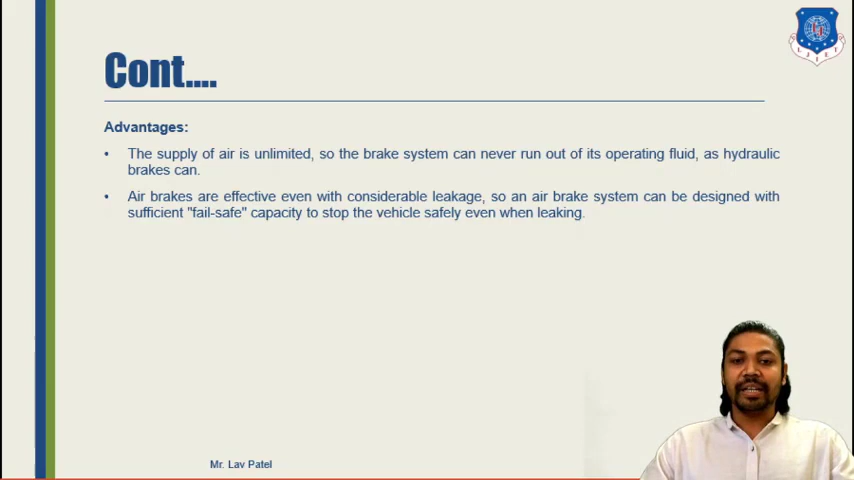 Cont....
Advantages:
• The supply of air is unlimited, so the brake system can never run out of its operating fluid, as hydraulic
brakes can.
• Air brakes are effective even with considerable leakage, so an air brake system can be designed with
sufficient "fail-safe" capacity to stop the vehicle safely even when leaking.
Mr. Lav Patel